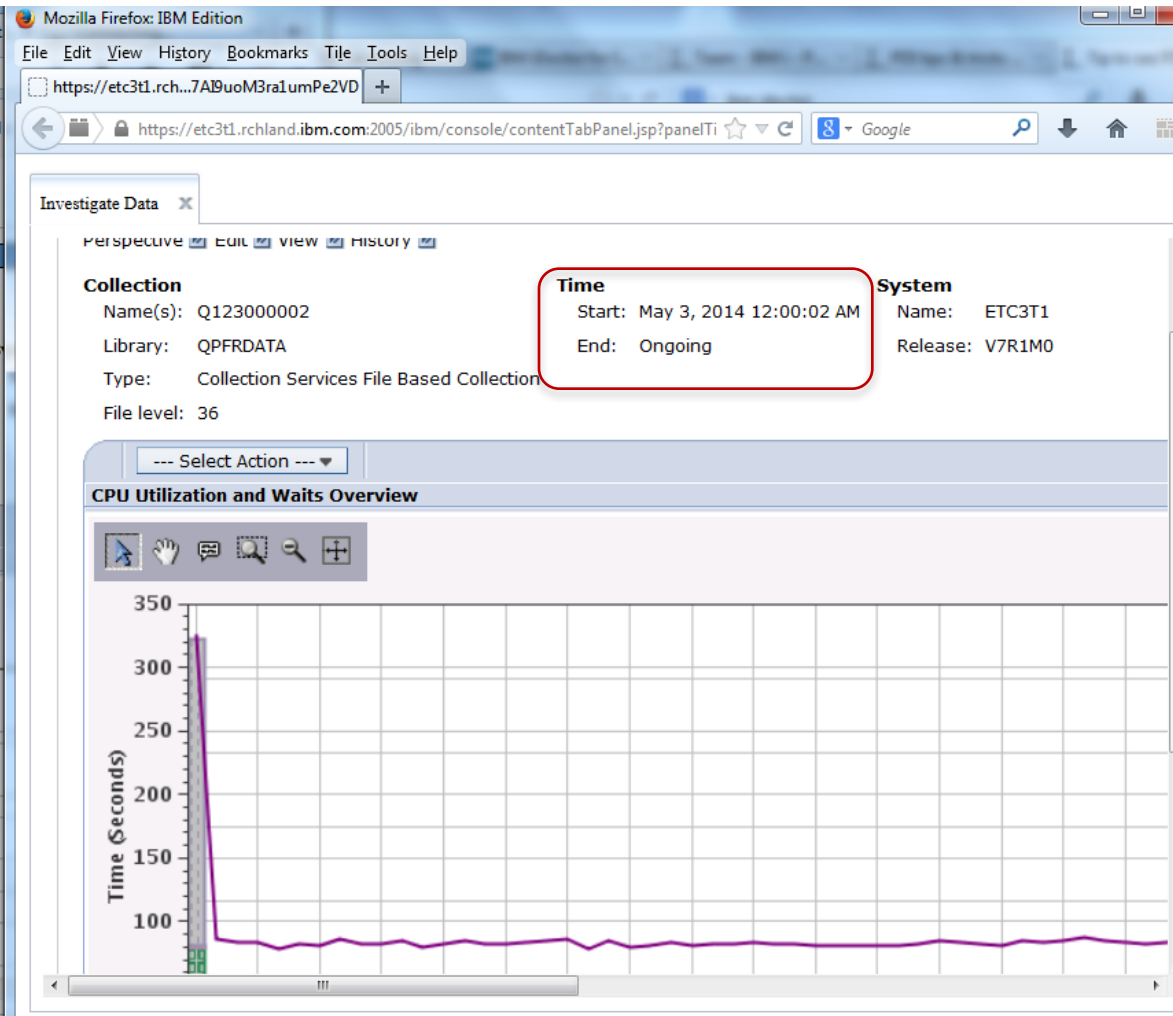 Mozilla Firefox: IBM Edition
File Edit View History Bookmarks Tile Tools Help
https://etc3t1.rch...7AI9uoM3ra1umPe2VD +
https://etc3t1.rchland.ibm.com:2005/ibm/console/contentTabPanel.jsp?panelTi 8 Google
Investigate Data X
Perspective Edit View History
Collection Time System
Name(s): Q123000002 Start: May 3, 2014 12:00:02 AM Name: ETC3T1
Library: QPFRDATA End: Ongoing Release: V7R1M0
Type: Collection Services File Based Collection
File level: 36
--- Select Action ---
CPU Utilization and Waits Overview
350
300
250
200
150
100
Time (Seconds)